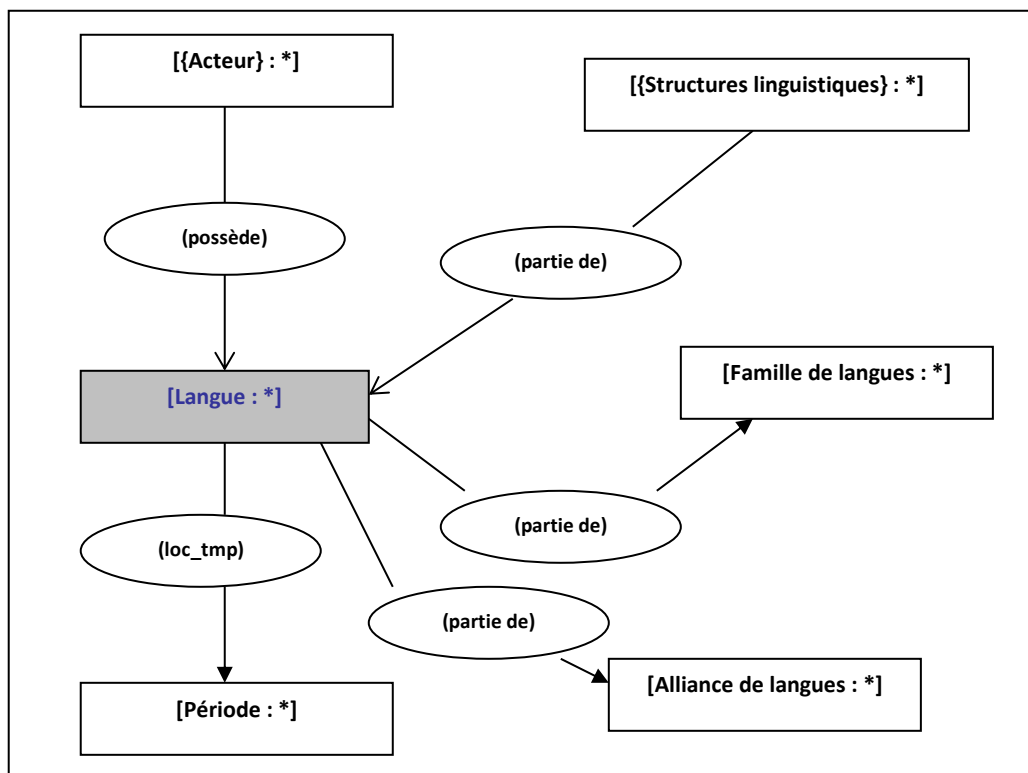 [{Acteur} : *]
[{Structures linguistiques} : *]
(possède)
(partie de)
[Langue : *]
[Famille de langues : *]
(partie de)
(loc_tmp)
(partie de)
[Alliance de langues : *]
[Période : *]